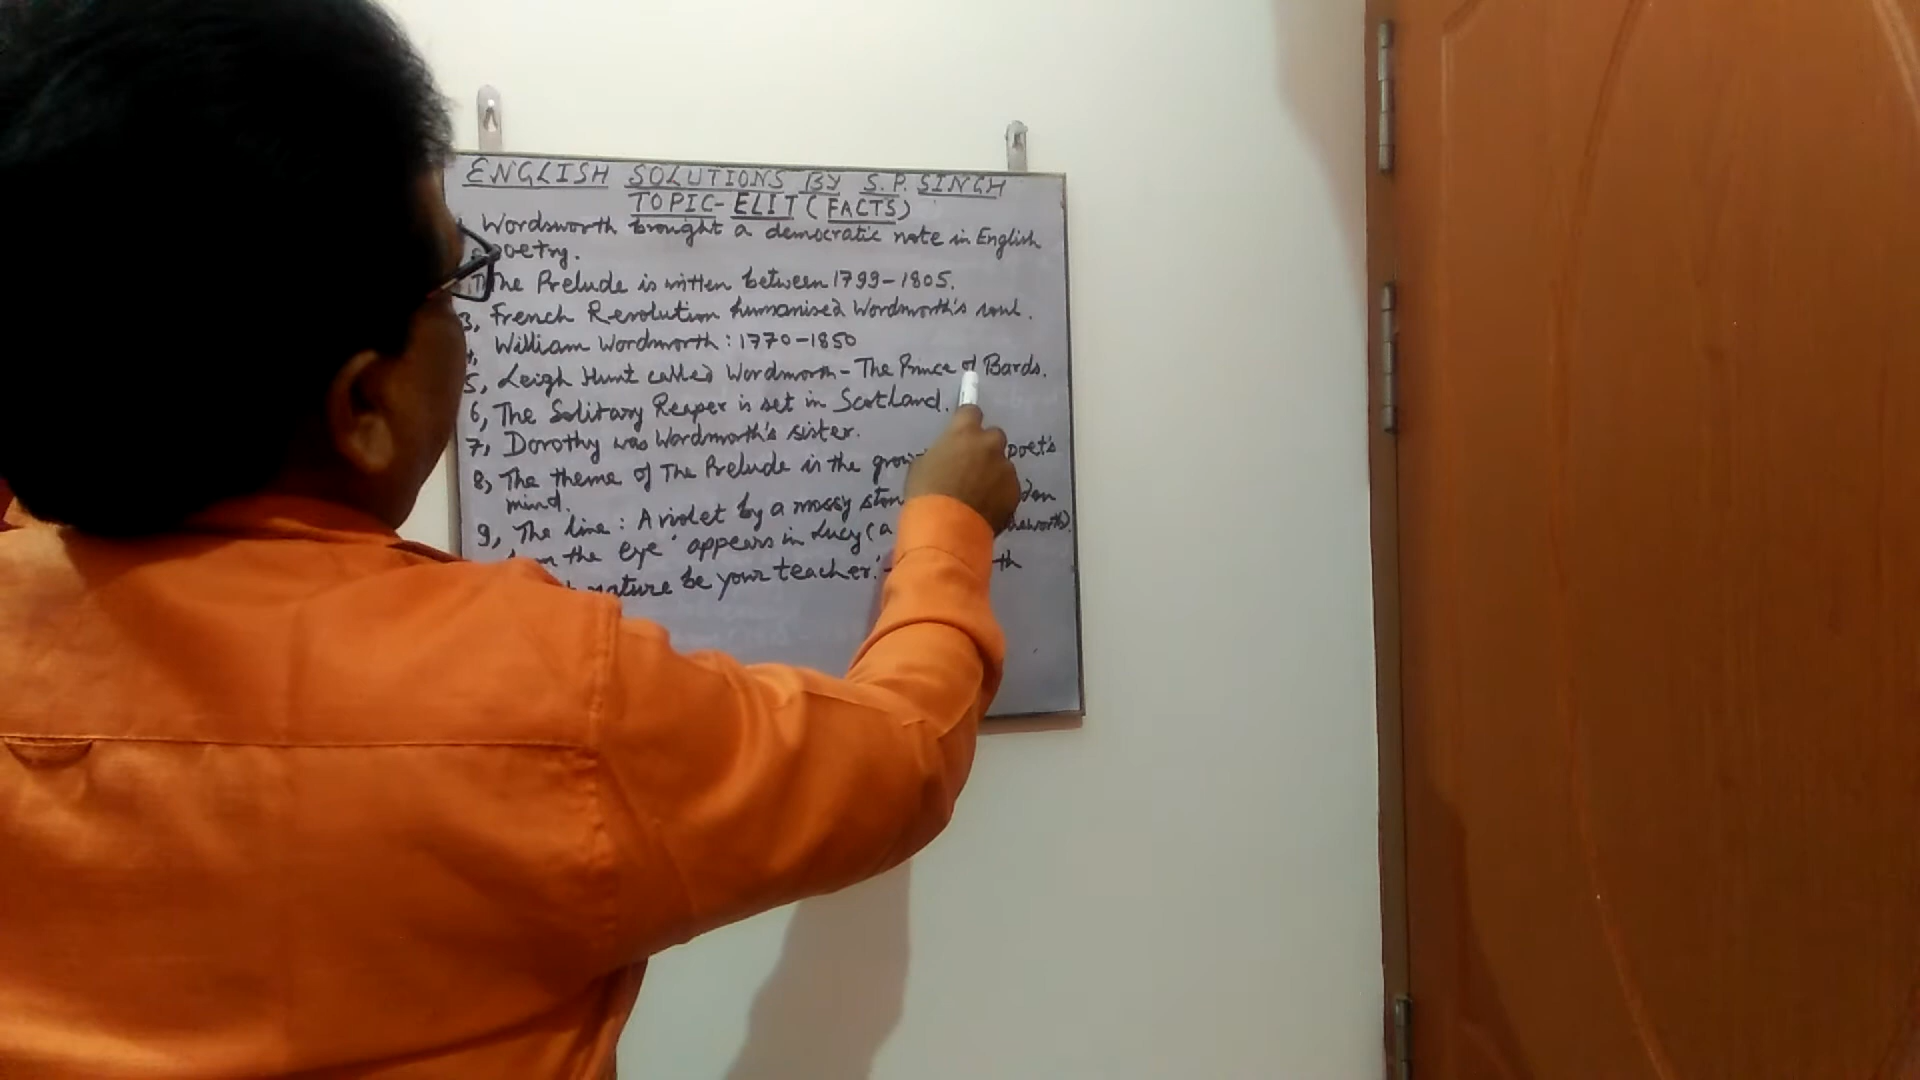 ENGLISH SOLUTIONS BY S.P. SINGH
TOPIC- ELIT (FACTS)
Wordsworth brought a democratic note in English
poetry.
The Prelude is written between 1799-1805.
3, French Revolution humanised Wordsworth's soul.
William Wordsworth : 1770-1850
5, Leigh Hunt called Wordsworth - The Prince of Bards.
6, The Solitary Reaper is set in Scotland.
7, Dorothy was Wordsworth's sister.
8, The theme of The Prelude is the poet's
mind.
9, The line : A violet by a mossy
the eye' appears in Lucy (a
nature be your teacher.' -